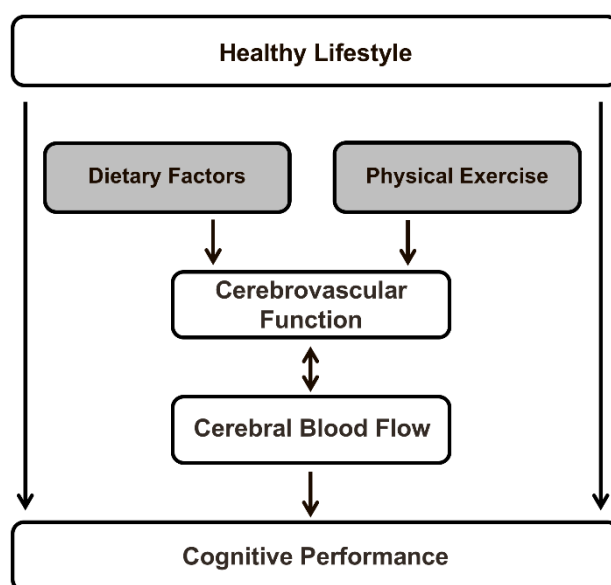 Healthy Lifestyle
Dietary Factors
Physical Exercise
Cerebrovascular
Function
Cerebral Blood Flow
Cognitive Performance